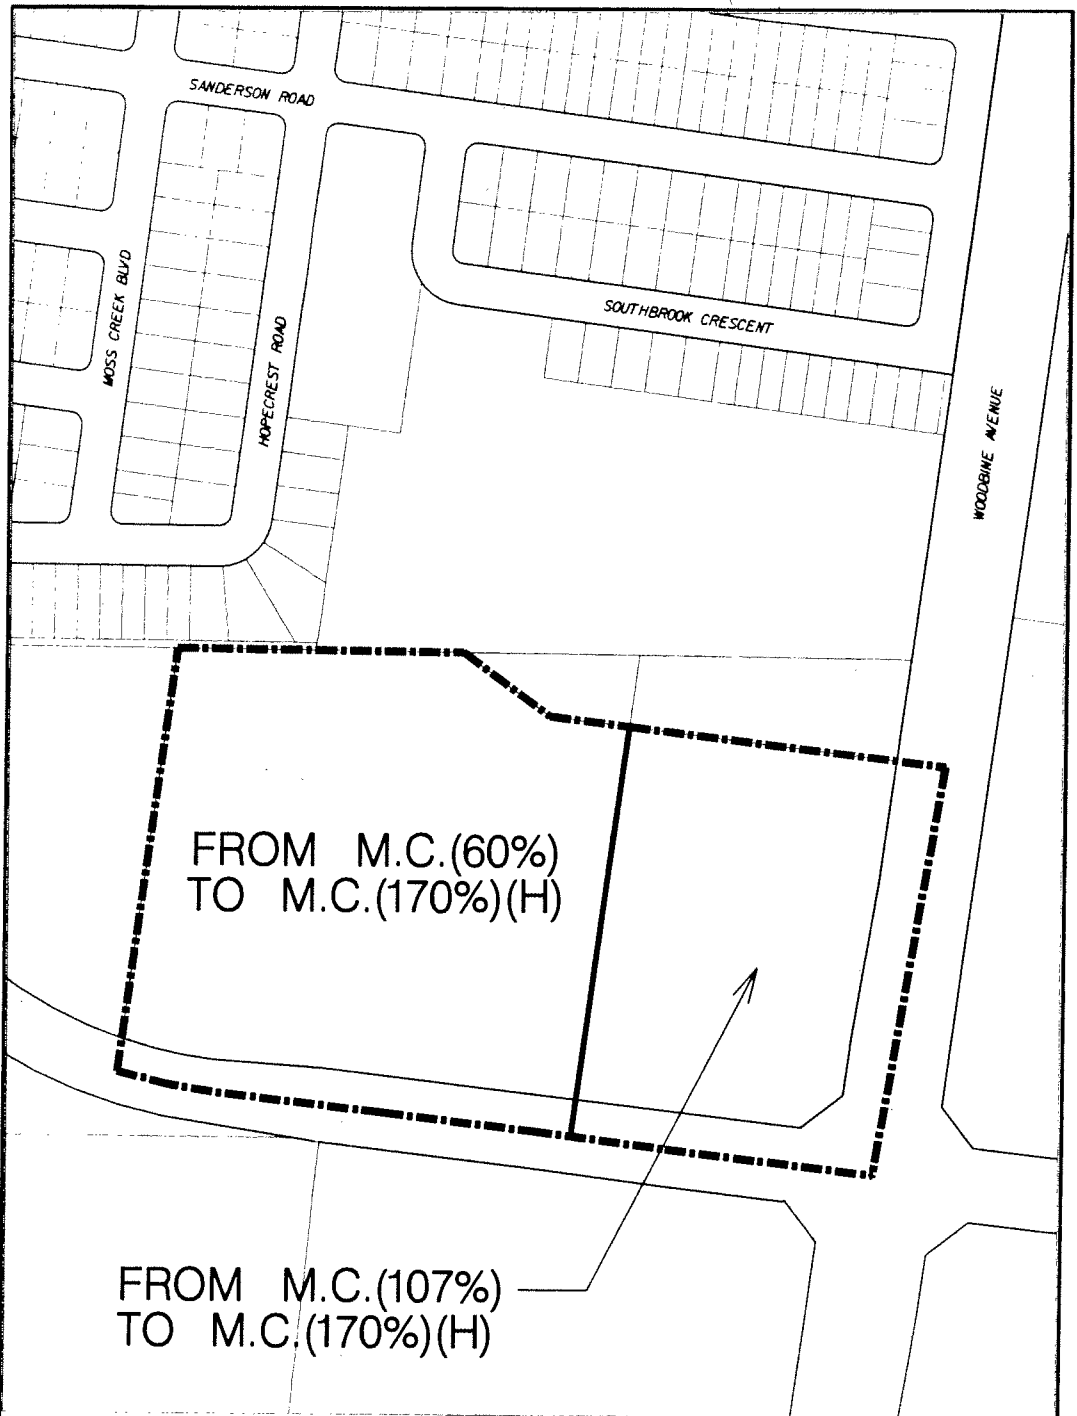 SANDERSON ROAD
MOSS CREEK BLVD
HOPECREST ROAD
SOUTHBROOK CRESCENT
WOODBINE AVENUE
FROM M.C.(60%)
TO M.C.(170%)(H)
FROM M.C.(107%)
TO M.C.(170%)(H)